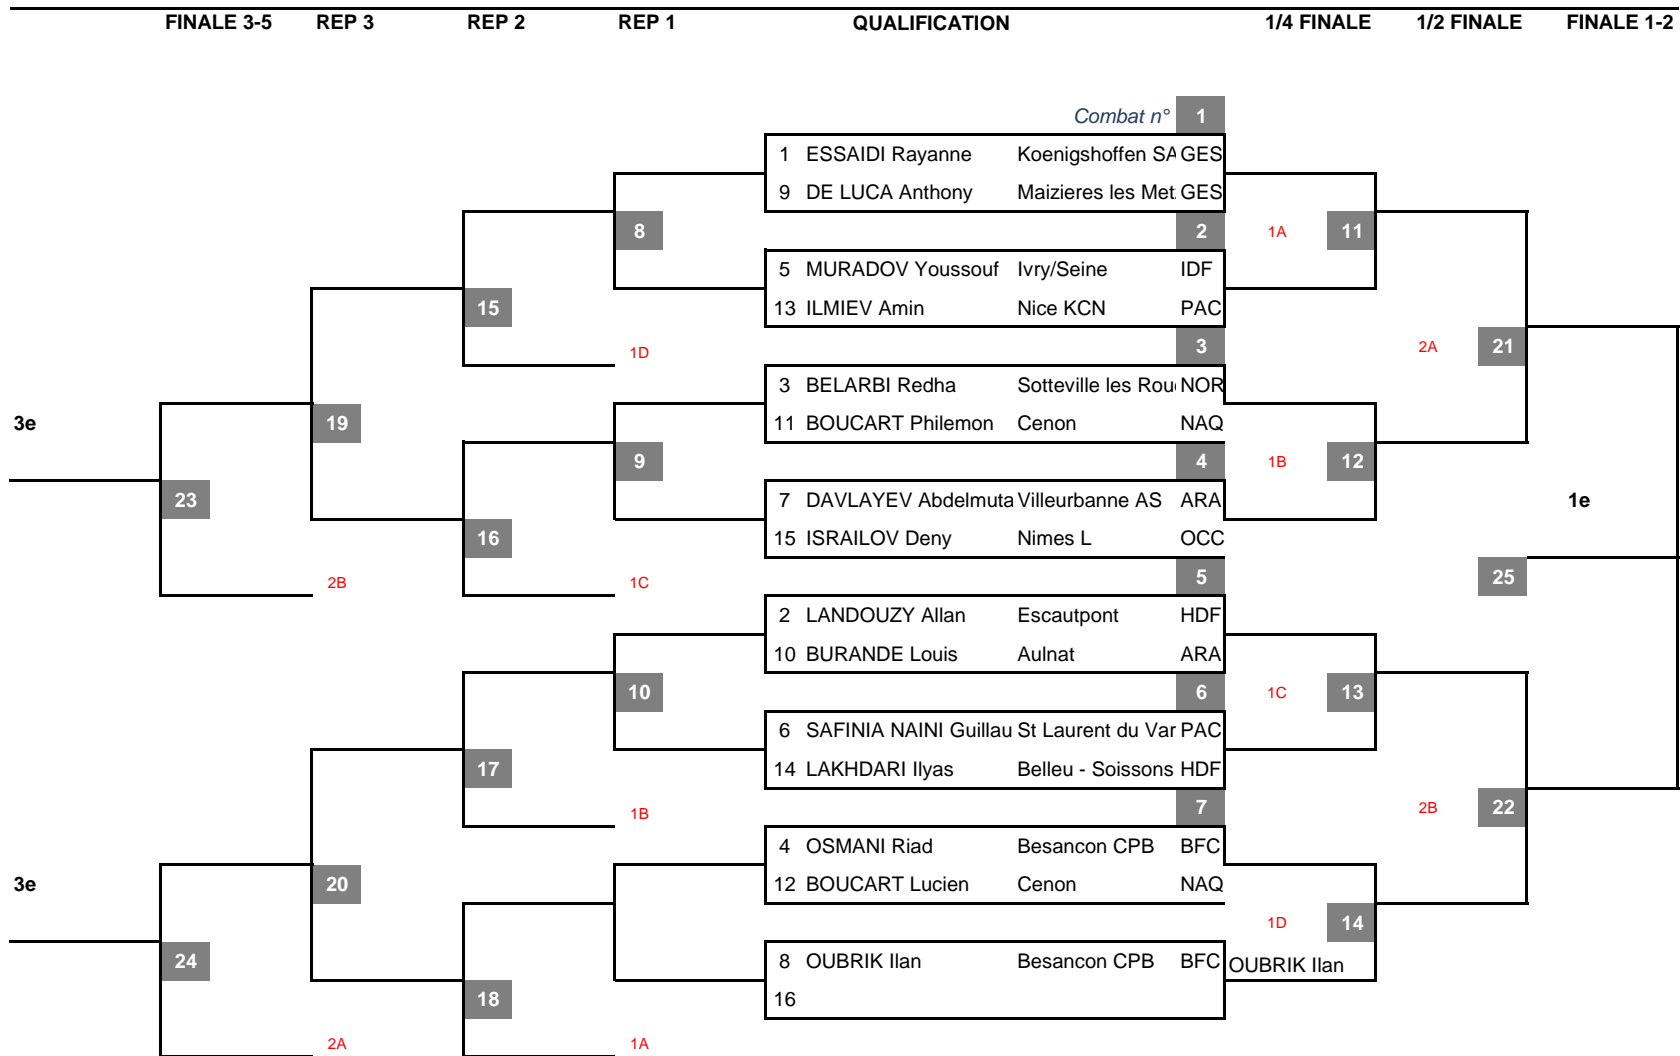 FINALE 3-5 REP 3 REP 2 REP 1 QUALIFICATION 1/4 FINALE 1/2 FINALE FINALE 1-2
Combat n° 1
1 ESSAIDI Rayanne Koenigshoffen SA GES
9 DE LUCA Anthony Maizieres les Met GES
8 2 1A 11
5 MURADOV Youssouf Ivry/Seine IDF
15 13 ILMIEV Amin Nice KCN PAC
1D 3 2A 21
3 BELARBI Redha Sotteville les Rou NOR
3e 19 11 BOUCART Philemon Cenon NAQ
9 4 1B 12
23 7 DAVLAYEV Abdelmuta Villeurbanne AS ARA 1e
16 15 ISRAILOV Deny Nimes L OCC
2B 1C 5 25
2 LANDOUZY Allan Escautpont HDF
10 BURANDE Louis Aulnat ARA
10 6 1C 13
6 SAFINIA NAINI Guillau St Laurent du Var PAC
17 14 LAKHDARI Ilyas Belleu - Soissons HDF
1B 7 2B 22
4 OSMANI Riad Besancon CPB BFC
3e 20 12 BOUCART Lucien Cenon NAQ
1D 14
24 8 OUBRIK Ilan Besancon CPB BFC OUBRIK Ilan
18 16
2A 1A